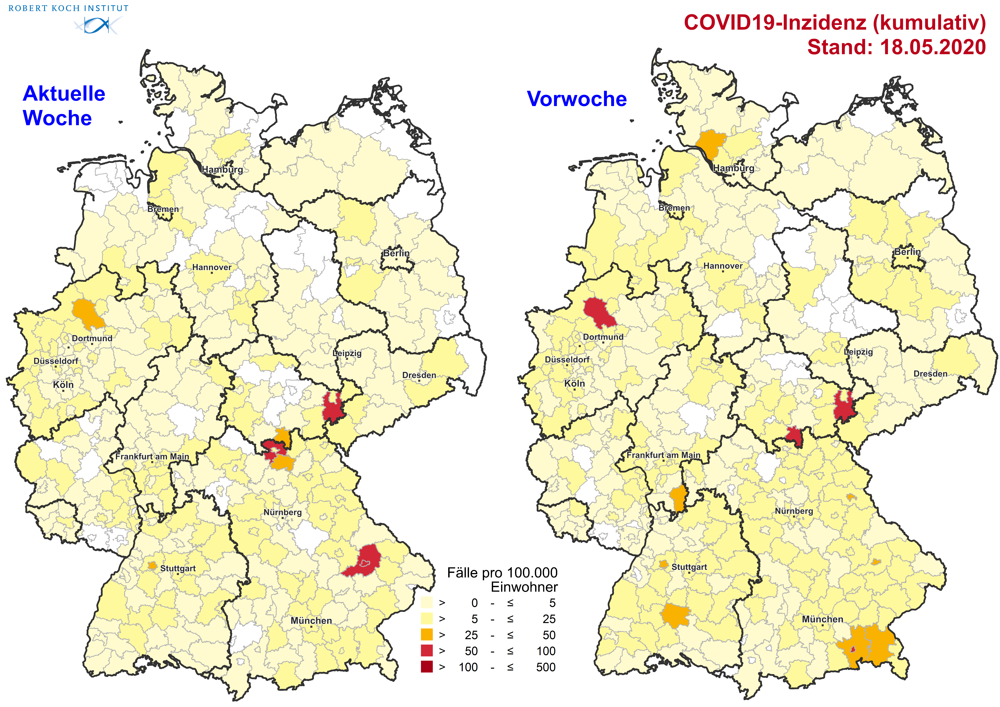 ROBERT KOCH INSTITUT
COVID19-Inzidenz (kumulativ)
Stand: 18.05.2020
Aktuelle
Woche
Hamburg
Bremen
Berlin
Hannover
Dortmund
Düsseldorf
Leipzig
Köln
Dresden
Frankfurt am Main
Nürnberg
Stuttgart
München
Vorwoche
Hamburg
Bremen
Berlin
Hannover
Dortmund
Düsseldorf
Leipzig
Köln
Dresden
Frankfurt am Main
Nürnberg
Stuttgart
München
Fälle pro 100.000
Einwohner
> 0 - ≤ 5
> 5 - ≤ 25
> 25 - ≤ 50
> 50 - ≤ 100
> 100 - ≤ 500